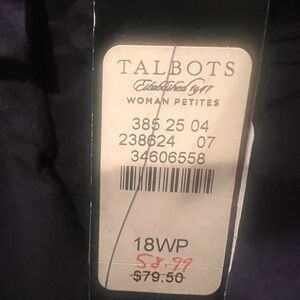 TALBOTS
Established 1947
WOMAN PETITES
385 25 04
238624 07
34606558
18WP
58.99
$79.50